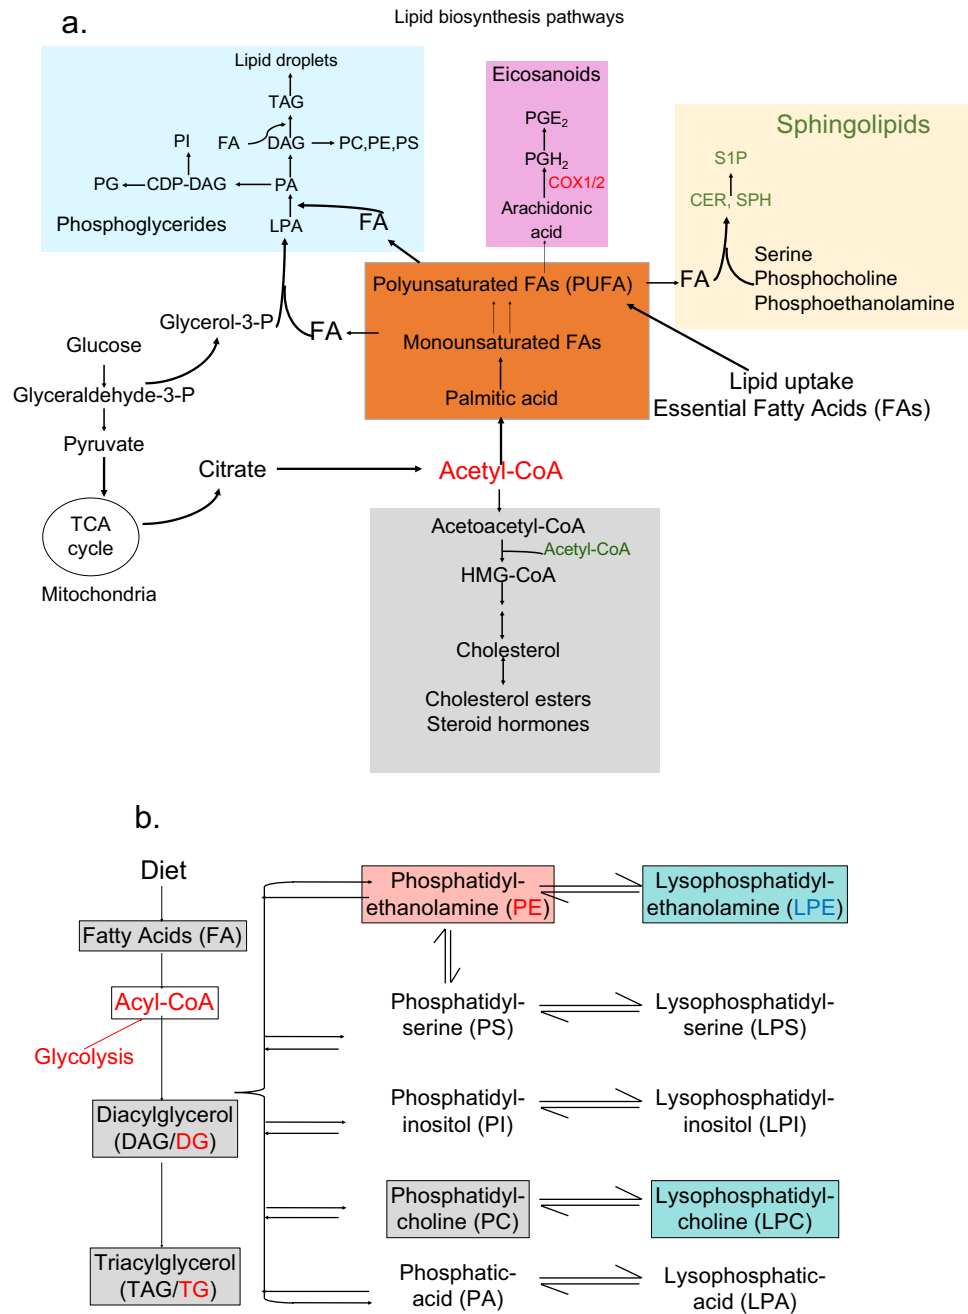 a.
Lipid biosynthesis pathways
Lipid droplets
TAG
FA
DAG
PC,PE,PS
PI
PG
CDP-DAG
PA
Phosphoglycerides
LPA
FA
Eicosanoids
PGE2
PGH2
COX1/2
Arachidonic
acid
Sphingolipids
S1P
CER, SPH
FA
Serine
Phosphocholine
Phosphoethanolamine
Polyunsaturated FAs (PUFA)
Monounsaturated FAs
Palmitic acid
Glycerol-3-P
FA
Glucose
Glyceraldehyde-3-P
Pyruvate
TCA
cycle
Mitochondria
Citrate
Acetyl-CoA
Lipid uptake
Essential Fatty Acids (FAs)
Acetoacetyl-CoA
Acetyl-CoA
HMG-CoA
Cholesterol
Cholesterol esters
Steroid hormones
b.
Diet
Fatty Acids (FA)
Acyl-CoA
Glycolysis
Diacylglycerol
(DAG/DG)
Triacylglycerol
(TAG/TG)
Phosphatidyl-
ethanolamine (PE)
Lysophosphatidyl-
ethanolamine (LPE)
Phosphatidyl-
serine (PS)
Lysophosphatidyl-
serine (LPS)
Phosphatidyl-
inositol (PI)
Lysophosphatidyl-
inositol (LPI)
Phosphatidyl-
choline (PC)
Lysophosphatidyl-
choline (LPC)
Phosphatic-
acid (PA)
Lysophosphatic-
acid (LPA)